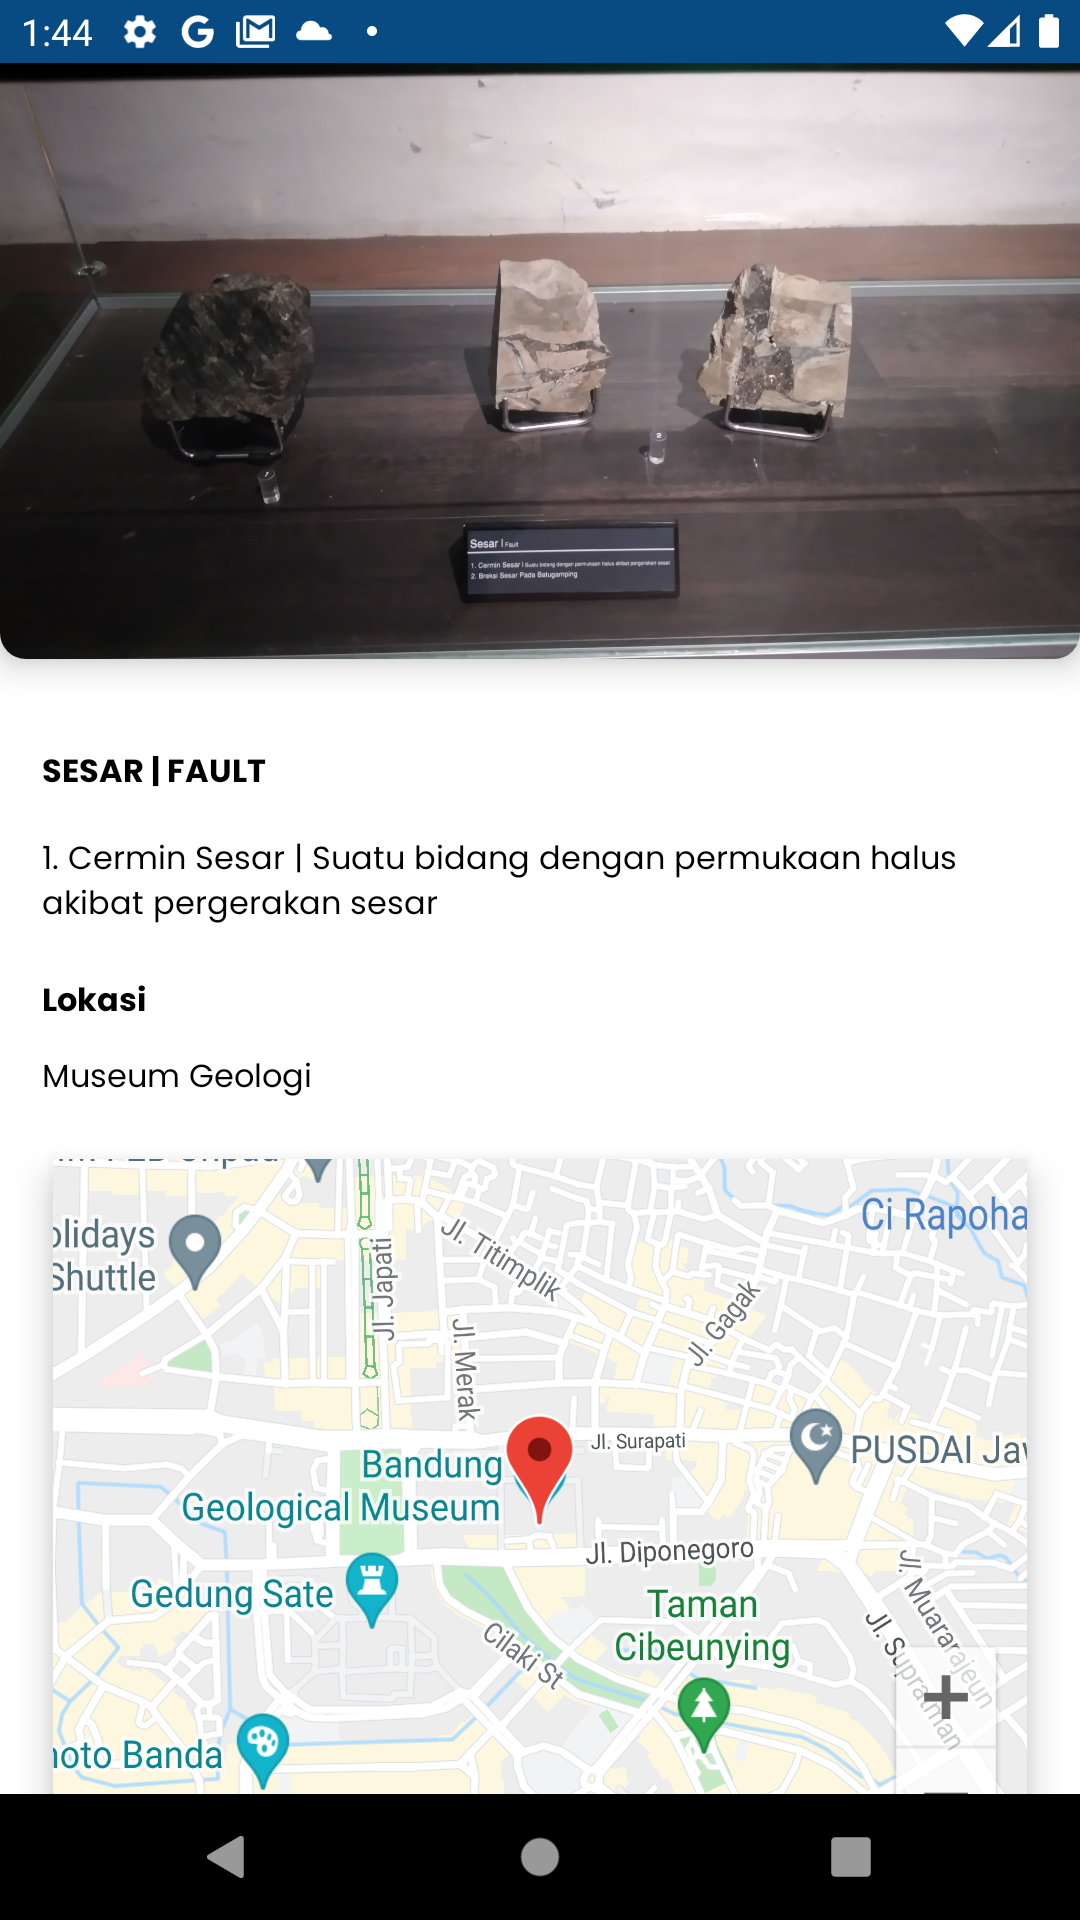 1:44
Sesar | Fault
1. Cermin Sesar | Suatu bidang dengan permukaan halus akibat pergerakan sesar
2. Breksi Sesar Pada Batugamping
SESAR | FAULT
1. Cermin Sesar | Suatu bidang dengan permukaan halus
akibat pergerakan sesar
Lokasi
Museum Geologi
Ci Rapoha
olidays
Shuttle
Jl. Japati
Jl. Titimplik
Jl. Merak
Jl. Gagak
Jl. Surapati
PUSDAI Jav
Bandung
Geological Museum
Jl. Diponegoro
Gedung Sate
Taman
Cibeunying
Cilaki St
Jl. Muararajeun
Jl. Supratman
hoto Banda